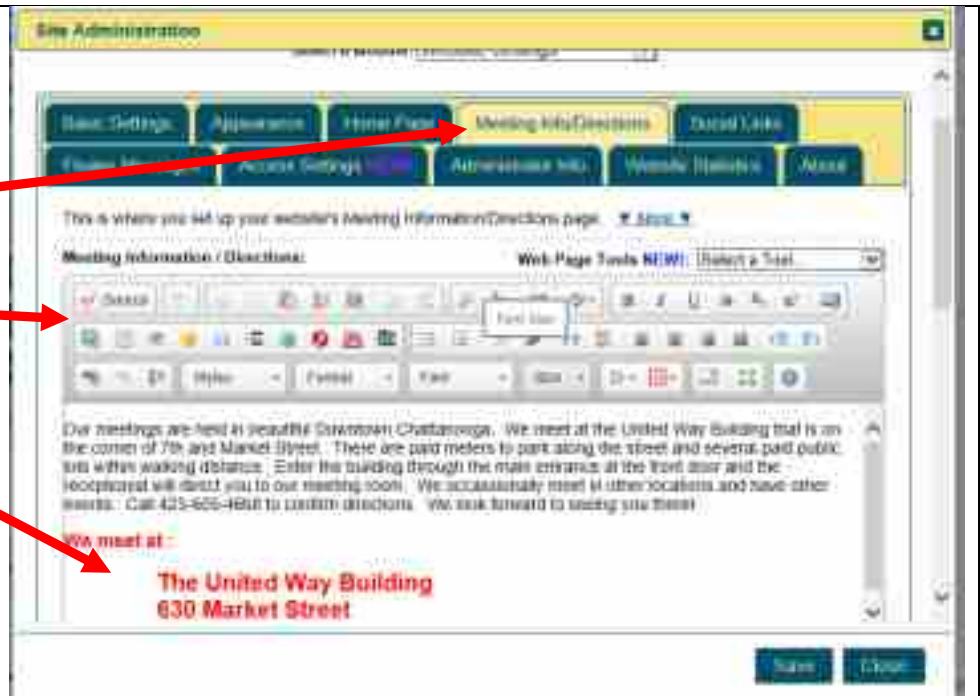 Site Administration
Basic Settings Appearance Home Page Meeting Info/Directions Social Links
Access Settings Administrator Info Website Statistics About
This is where you set up your website's Meeting Information/Directions page. ▼ More ▼
Meeting Information / Directions: Web Page Tools NEW!: Select a Tool...
Source
Font Size
Styles Format Font Size
Our meetings are held in beautiful Downtown Chattanooga. We meet at the United Way Building that is on
the corner of 7th and Market Street. There are paid meters to park along the street and several paid public
lots within walking distance. Enter the building through the main entrance at the front door and the
receptionist will direct you to our meeting room. We occassionally meet in other locations and have other
events. Call to confirm directions. We look forward to seeing you there!
We meet at :
The United Way Building
630 Market Street
Save Close